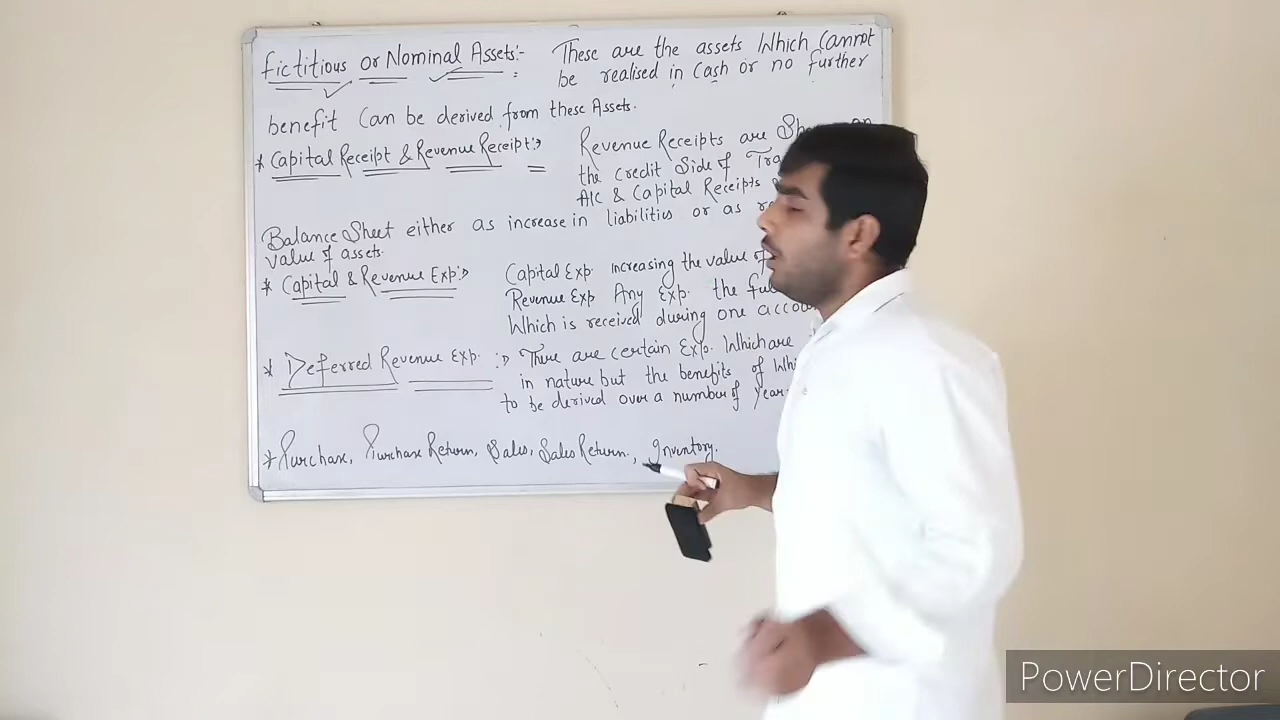 Fictitious or Nominal Assets:- These are the assets Which Cannot
be realised in Cash or no further
benefit Can be derived from these Assets.
* Capital Receipt & Revenue Receipt:→ Revenue Receipts are
the credit Side of
A/C & Capital Receipts
Balance Sheet either as increase in liabilities or as
value of assets.
* Capital & Revenue Exp:→ Capital Exp. increasing the value of
Revenue Exp Any Exp. the
Which is received during one
* Deferred Revenue Exp. :→ There are certain Exp. Which are
in nature but the benefits of
to be derived over a number of Year
* Purchase, Purchase Return, Sales, Sales Return, Inventory.
PowerDirector